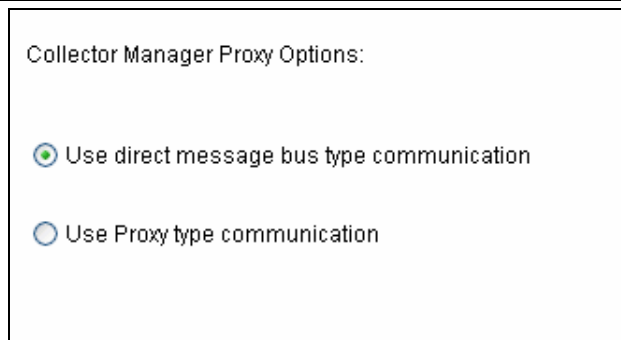 Collector Manager Proxy Options:
Use direct message bus type communication
Use Proxy type communication